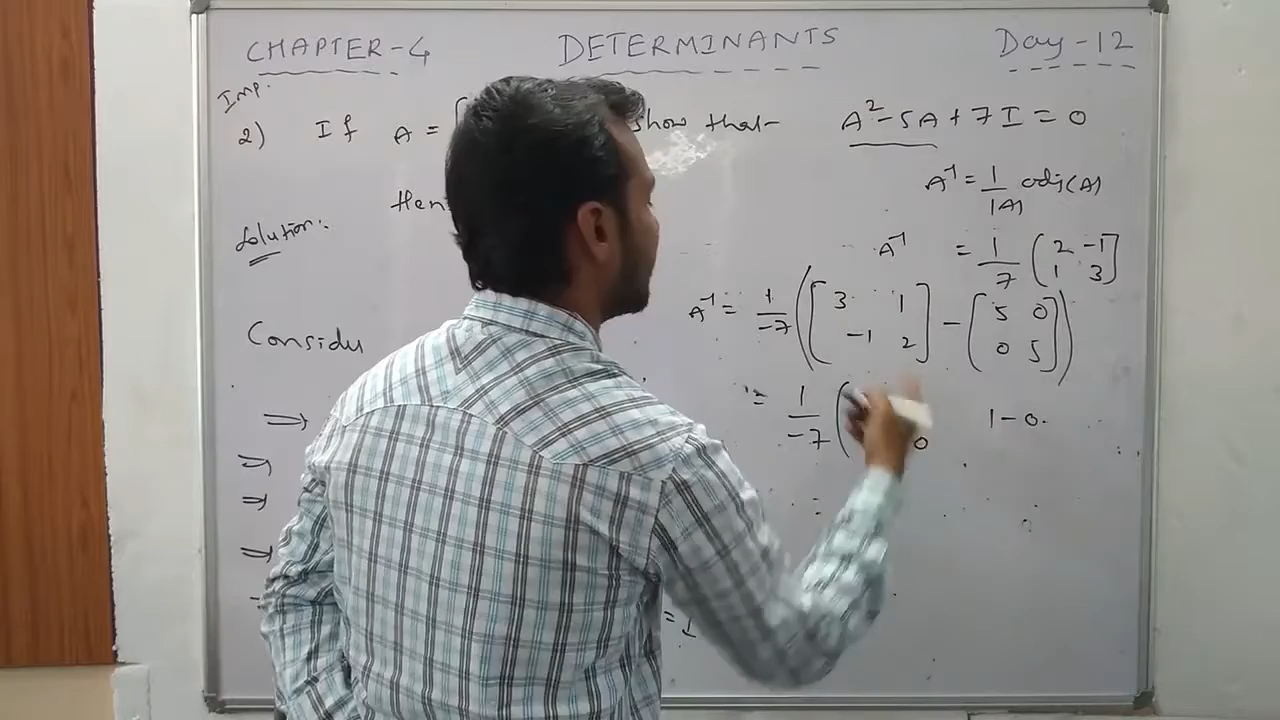 CHAPTER-4 DETERMINANTS Day-12
Imp.
2) If A = [ show that- A² - 5A + 7I = 0
A⁻¹ = 1/|A| adj(A)
Hen
Solution:
A⁻¹ = 1/7 [2 -1
1 3]
A⁻¹ = 1/-7 ([3 1
-1 2] - [5 0
0 5])
Consider
= 1/-7 ( 1-0.
0
⇒
⇒
⇒
⇒
= I